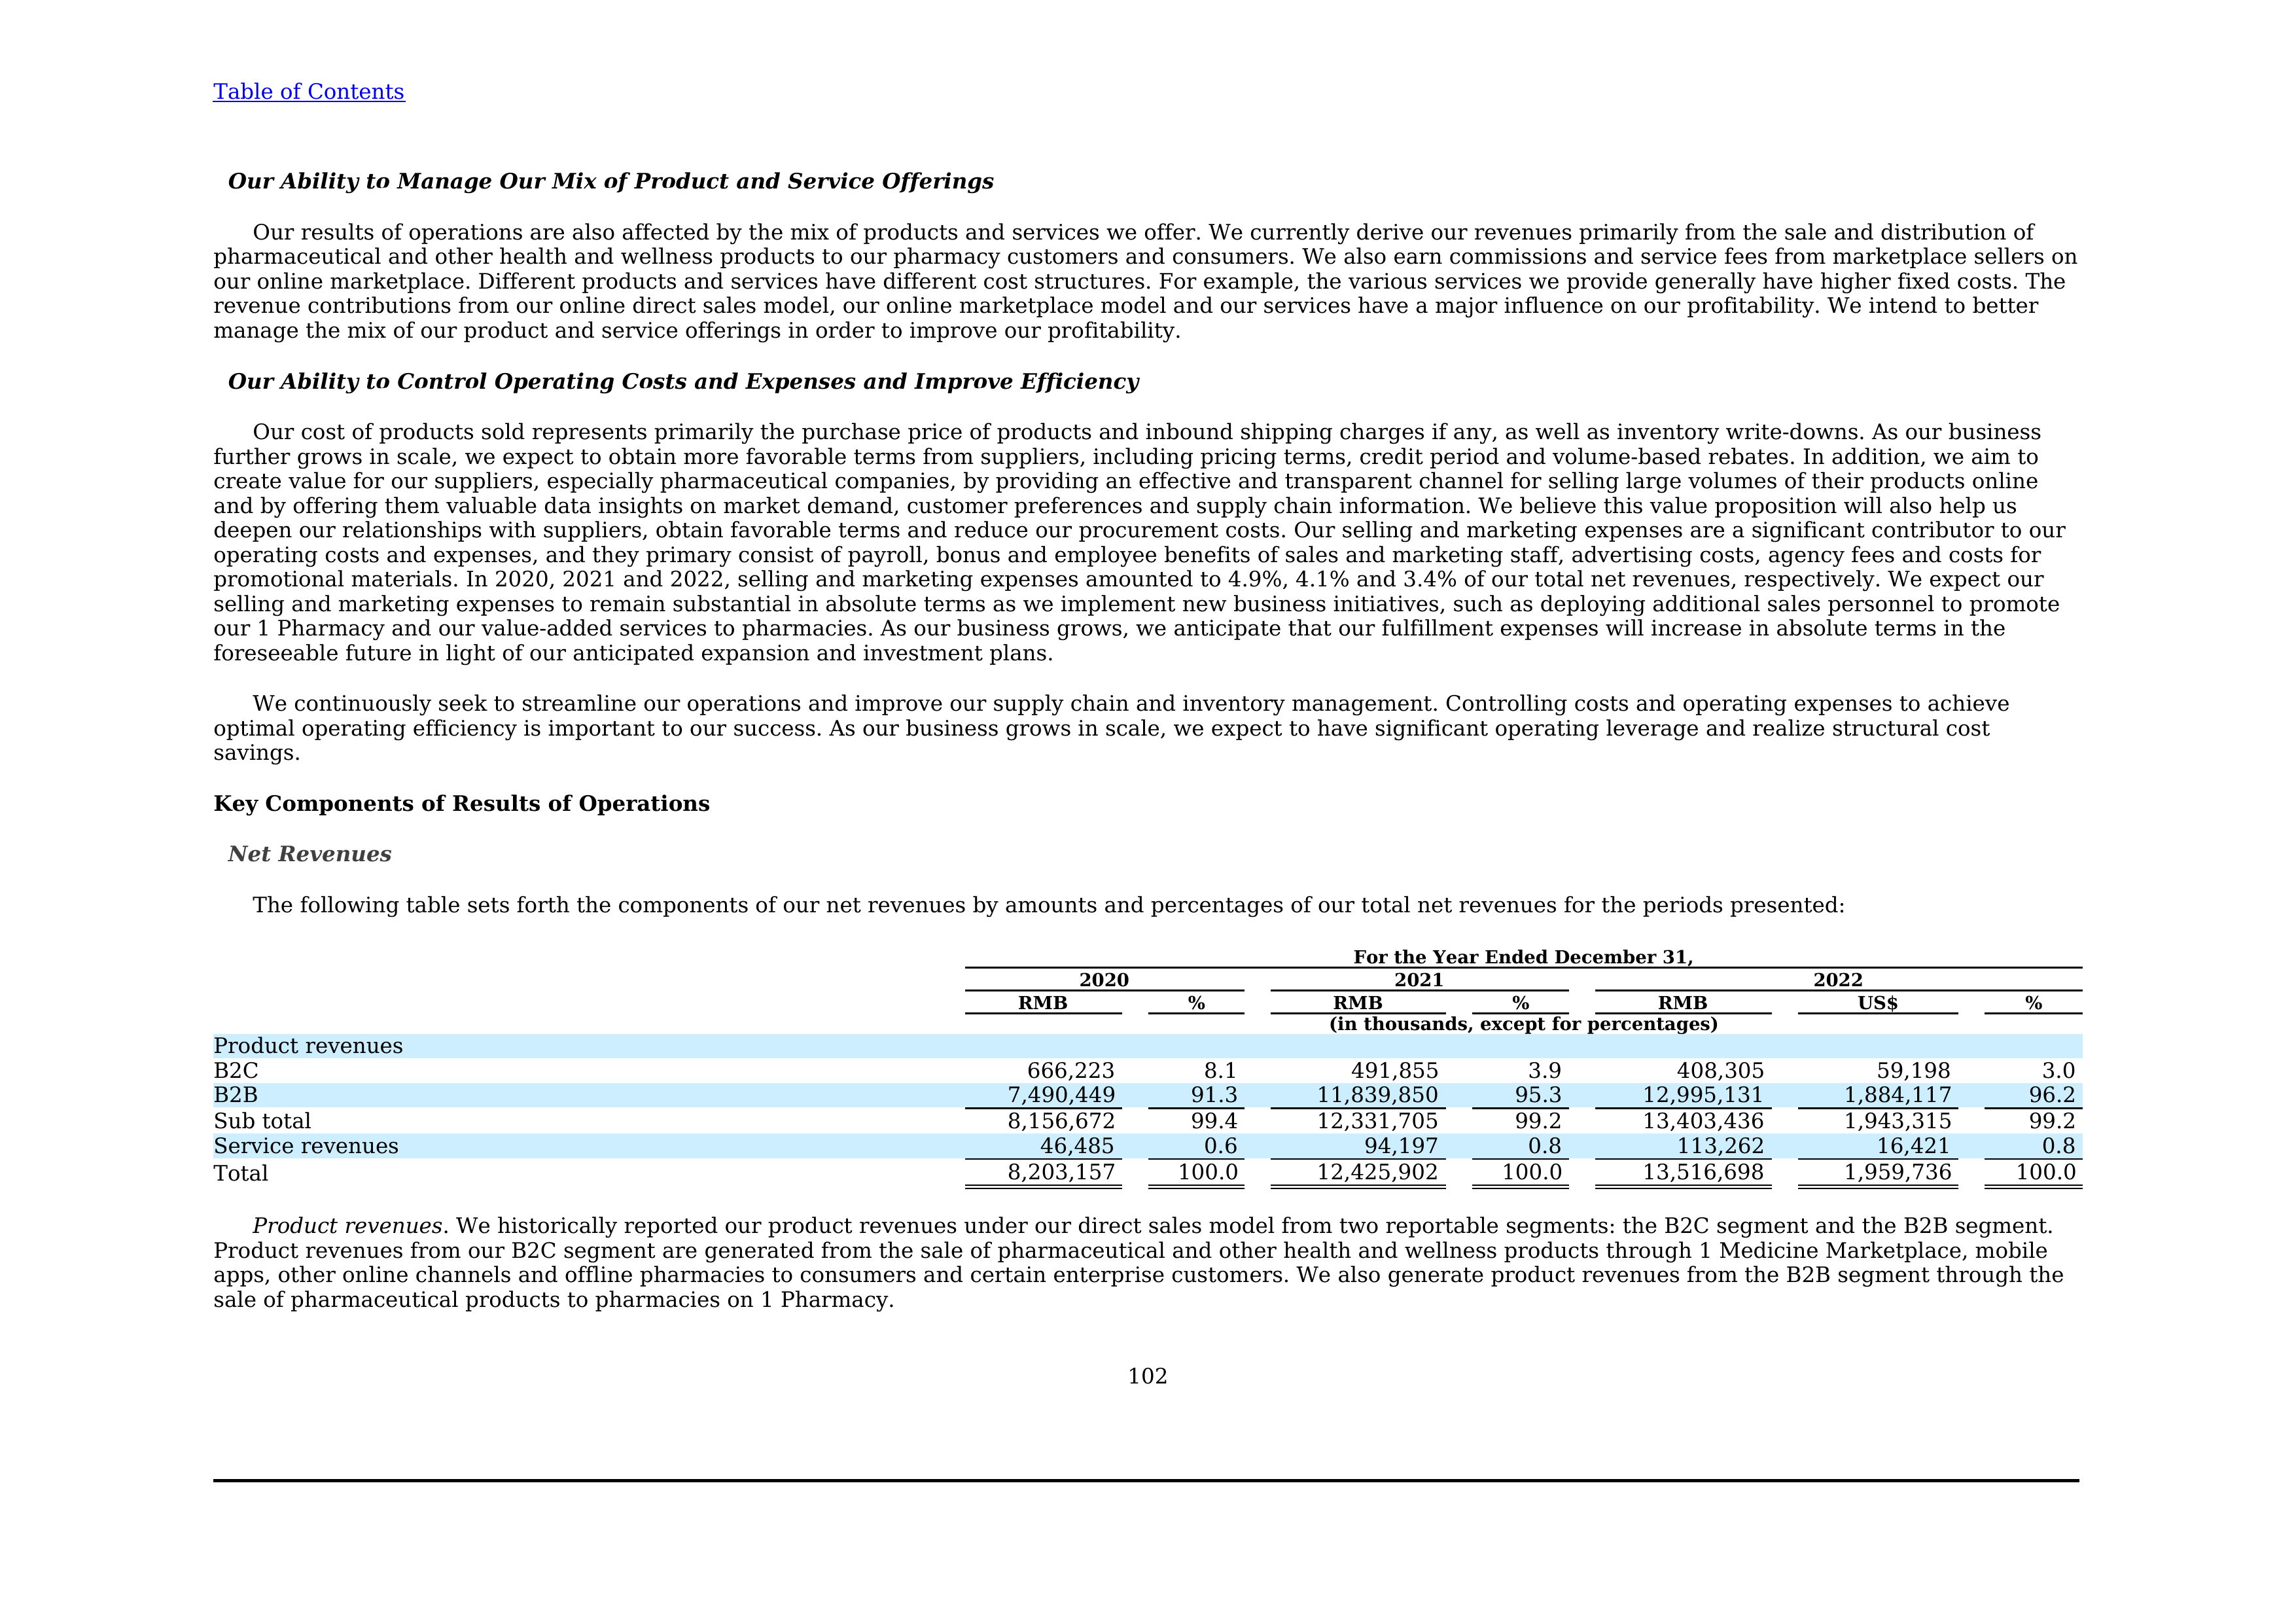 Table of Contents
Our Ability to Manage Our Mix of Product and Service Offerings
Our results of operations are also affected by the mix of products and services we offer. We currently derive our revenues primarily from the sale and distribution of
pharmaceutical and other health and wellness products to our pharmacy customers and consumers. We also earn commissions and service fees from marketplace sellers on
our online marketplace. Different products and services have different cost structures. For example, the various services we provide generally have higher fixed costs. The
revenue contributions from our online direct sales model, our online marketplace model and our services have a major influence on our profitability. We intend to better
manage the mix of our product and service offerings in order to improve our profitability.
Our Ability to Control Operating Costs and Expenses and Improve Efficiency
Our cost of products sold represents primarily the purchase price of products and inbound shipping charges if any, as well as inventory write-downs. As our business
further grows in scale, we expect to obtain more favorable terms from suppliers, including pricing terms, credit period and volume-based rebates. In addition, we aim to
create value for our suppliers, especially pharmaceutical companies, by providing an effective and transparent channel for selling large volumes of their products online
and by offering them valuable data insights on market demand, customer preferences and supply chain information. We believe this value proposition will also help us
deepen our relationships with suppliers, obtain favorable terms and reduce our procurement costs. Our selling and marketing expenses are a significant contributor to our
operating costs and expenses, and they primary consist of payroll, bonus and employee benefits of sales and marketing staff, advertising costs, agency fees and costs for
promotional materials. In 2020, 2021 and 2022, selling and marketing expenses amounted to 4.9%, 4.1% and 3.4% of our total net revenues, respectively. We expect our
selling and marketing expenses to remain substantial in absolute terms as we implement new business initiatives, such as deploying additional sales personnel to promote
our 1 Pharmacy and our value-added services to pharmacies. As our business grows, we anticipate that our fulfillment expenses will increase in absolute terms in the
foreseeable future in light of our anticipated expansion and investment plans.
We continuously seek to streamline our operations and improve our supply chain and inventory management. Controlling costs and operating expenses to achieve
optimal operating efficiency is important to our success. As our business grows in scale, we expect to have significant operating leverage and realize structural cost
savings.
Key Components of Results of Operations
Net Revenues
The following table sets forth the components of our net revenues by amounts and percentages of our total net revenues for the periods presented:
For the Year Ended December 31,
2020 2021 2022
RMB % RMB % RMB US$ %
(in thousands, except for percentages)
Product revenues
B2C 666,223 8.1 491,855 3.9 408,305 59,198 3.0
B2B 7,490,449 91.3 11,839,850 95.3 12,995,131 1,884,117 96.2
Sub total 8,156,672 99.4 12,331,705 99.2 13,403,436 1,943,315 99.2
Service revenues 46,485 0.6 94,197 0.8 113,262 16,421 0.8
Total 8,203,157 100.0 12,425,902 100.0 13,516,698 1,959,736 100.0
Product revenues. We historically reported our product revenues under our direct sales model from two reportable segments: the B2C segment and the B2B segment.
Product revenues from our B2C segment are generated from the sale of pharmaceutical and other health and wellness products through 1 Medicine Marketplace, mobile
apps, other online channels and offline pharmacies to consumers and certain enterprise customers. We also generate product revenues from the B2B segment through the
sale of pharmaceutical products to pharmacies on 1 Pharmacy.
102